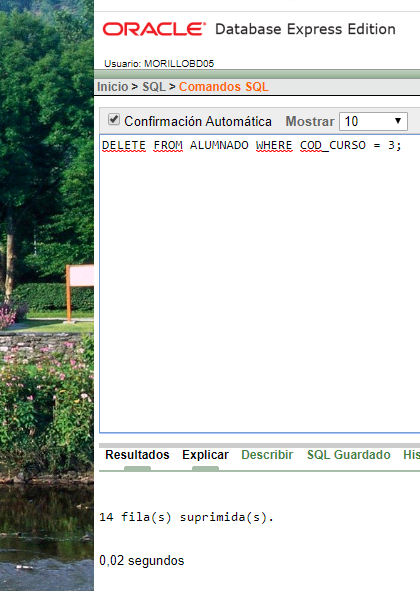 ORACLE® Database Express Edition
Usuario: MORILLOBD05
Inicio > SQL > Comandos SQL
Confirmación Automática Mostrar 10
DELETE FROM ALUMNADO WHERE COD_CURSO = 3;
Resultados Explicar Describir SQL Guardado His
14 fila(s) suprimida(s).
0,02 segundos